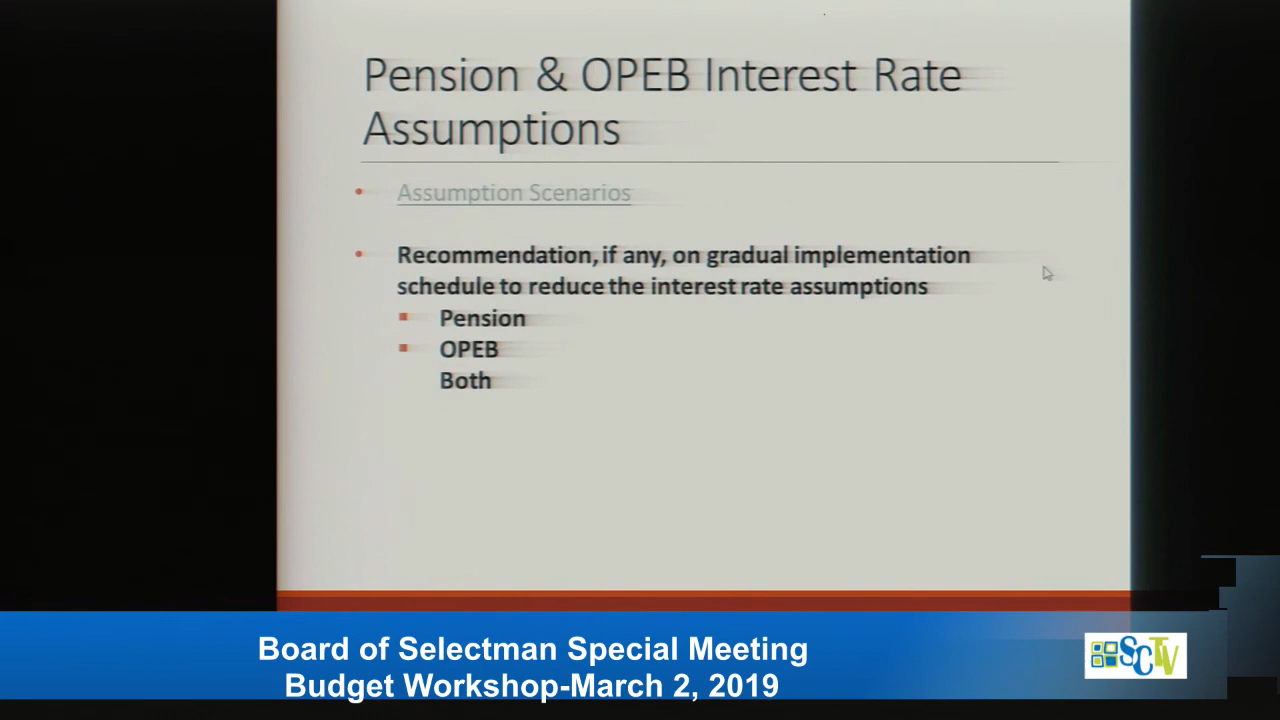 Pension & OPEB Interest Rate
Assumptions
Assumption Scenarios
Recommendation, if any, on gradual implementation
schedule to reduce the interest rate assumptions
Pension
OPEB
Both
Board of Selectman Special Meeting
Budget Workshop-March 2, 2019
SCTV